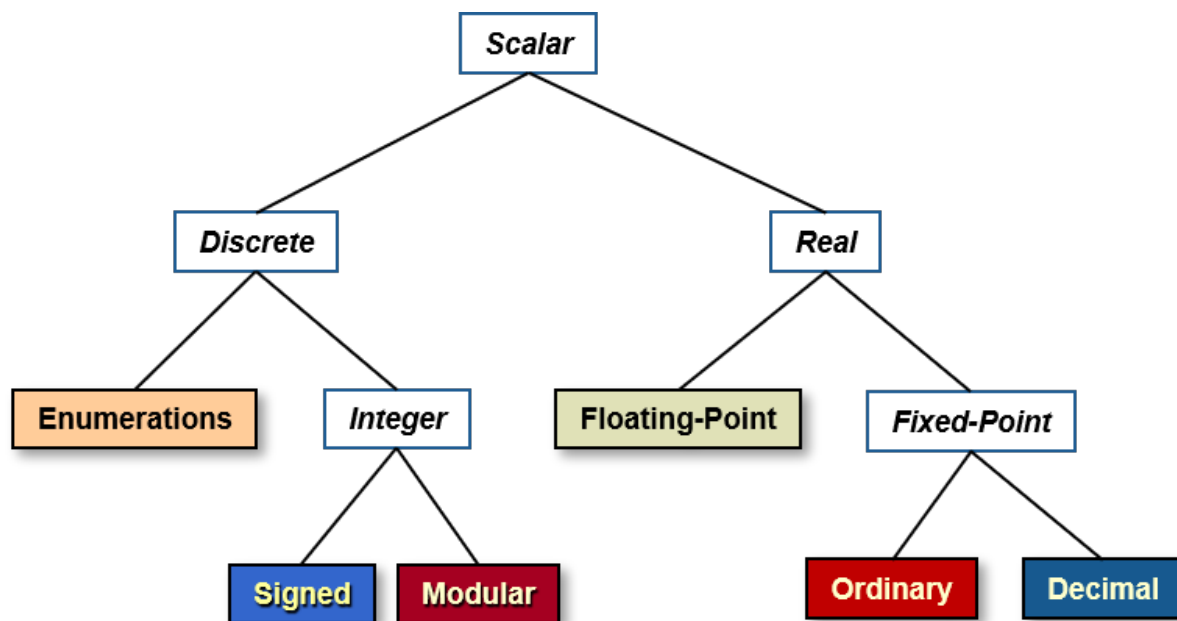 Scalar
Discrete
Real
Enumerations
Integer
Floating-Point
Fixed-Point
Signed
Modular
Ordinary
Decimal